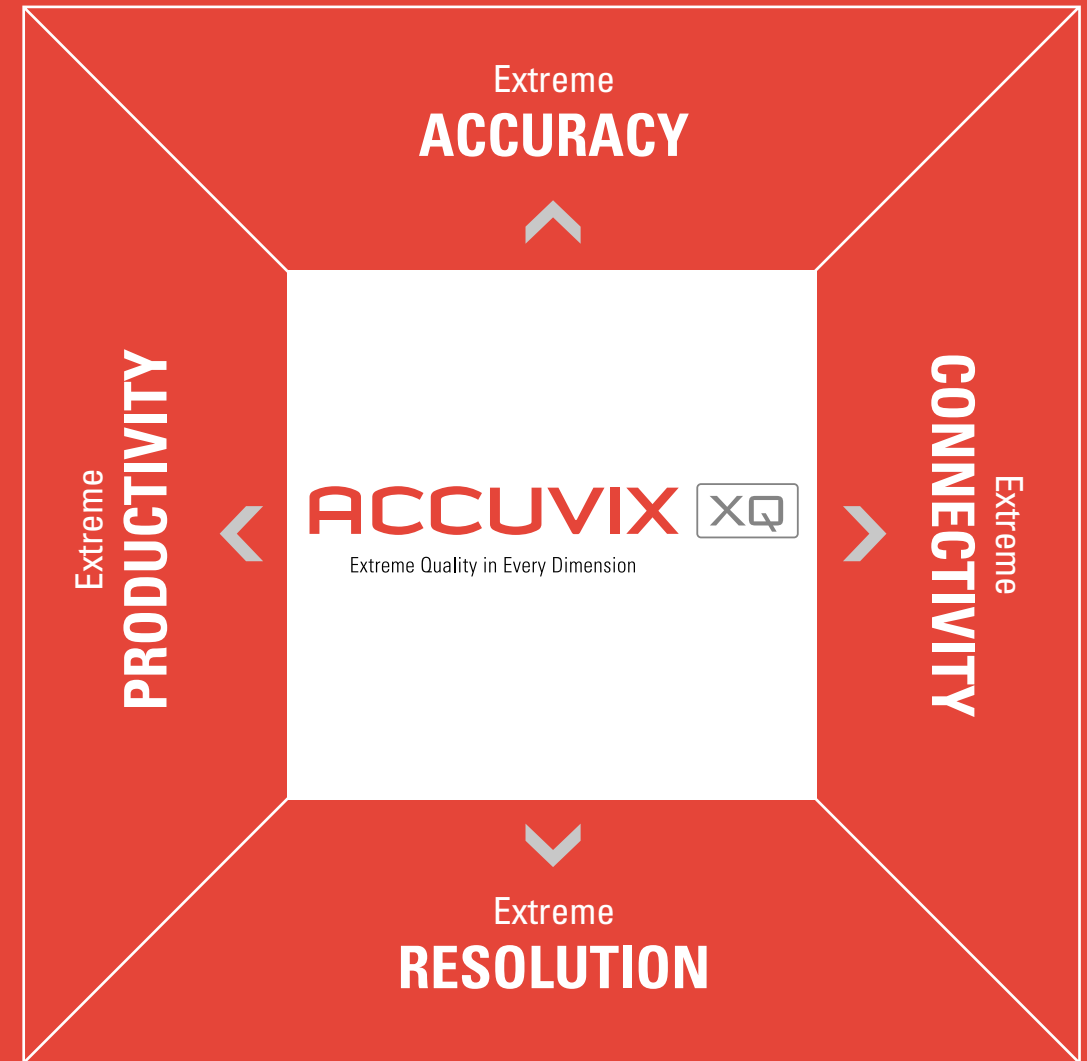 Extreme
ACCURACY
Extreme
PRODUCTIVITY
ACCUVIX XQ
Extreme Quality in Every Dimension
Extreme
CONNECTIVITY
Extreme
RESOLUTION